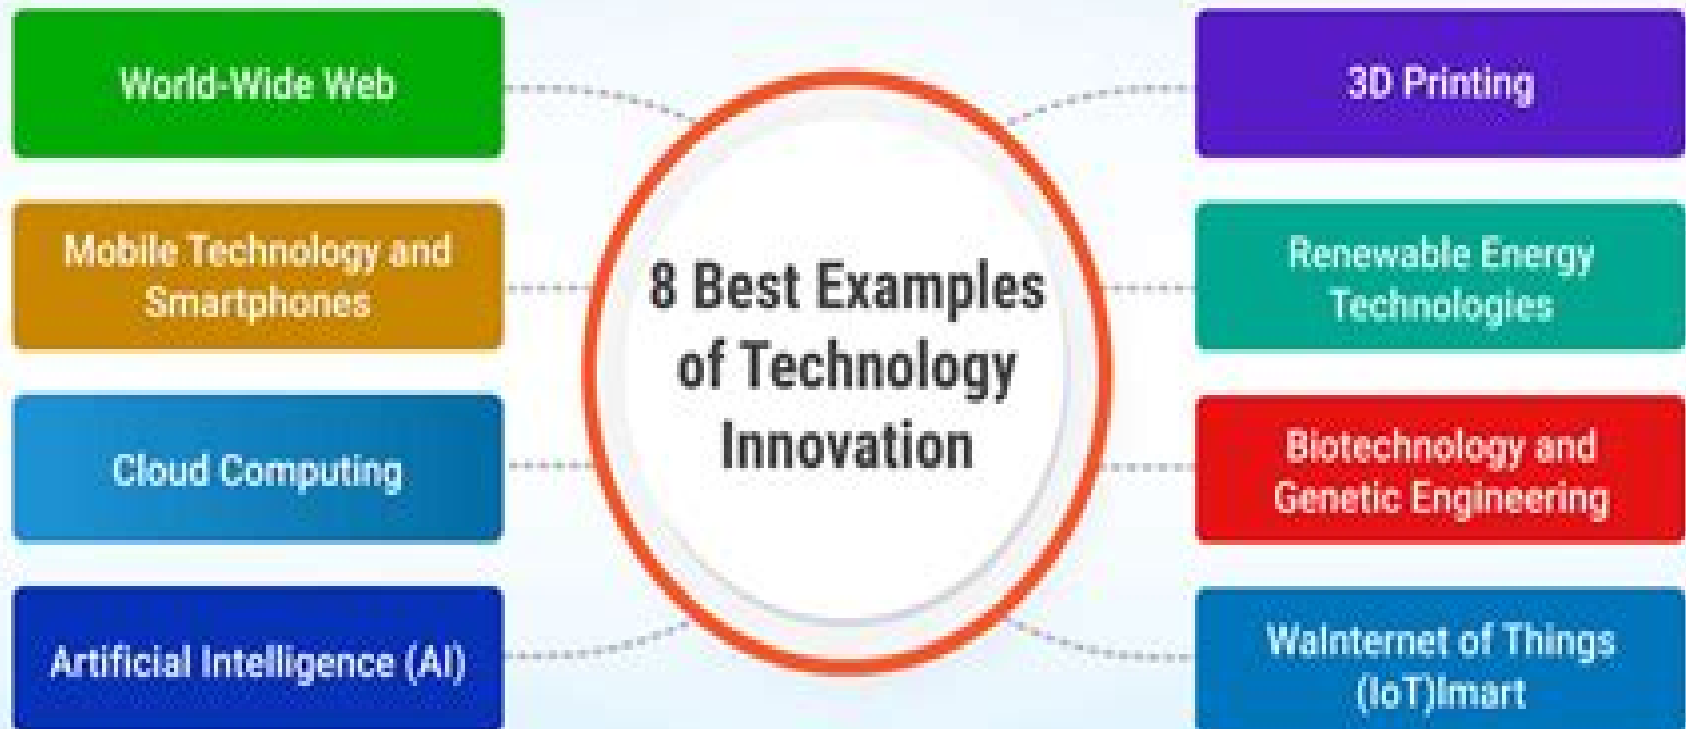 World-Wide Web
Mobile Technology and
Smartphones
Cloud Computing
Artificial Intelligence (AI)
8 Best Examples
of Technology
Innovation
3D Printing
Renewable Energy
Technologies
Biotechnology and
Genetic Engineering
WaInternet of Things
(IoT)lmart